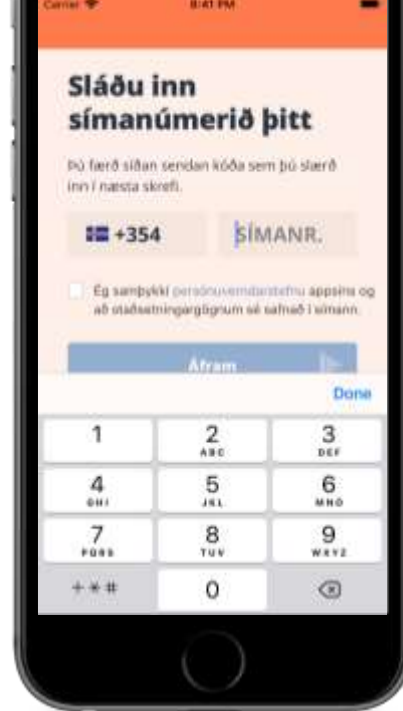 Carrier
8:41 PM
Sláðu inn
símanúmerið þitt
Þú færð síðan sendan kóða sem þú slærð
inn í næsta skrefi.
+354
SÍMANR.
Ég samþykki persónuverndarstefnu appsins og
að staðsetningargögnum sé safnað í símann.
Áfram
Done
1
2
3
ABC
DEF
4
5
6
GHI
JKL
MNO
7
8
9
PQRS
TUV
WXYZ
+ * #
0